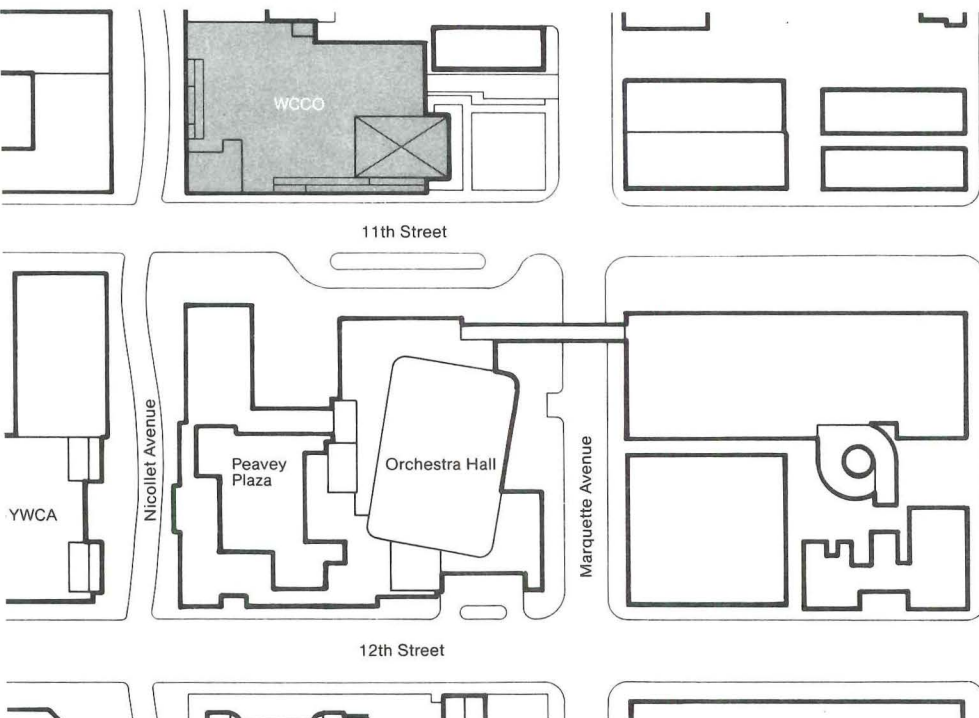 WCCO
11th Street
Nicollet Avenue
Peavey
Plaza
Orchestra Hall
Marquette Avenue
YWCA
12th Street